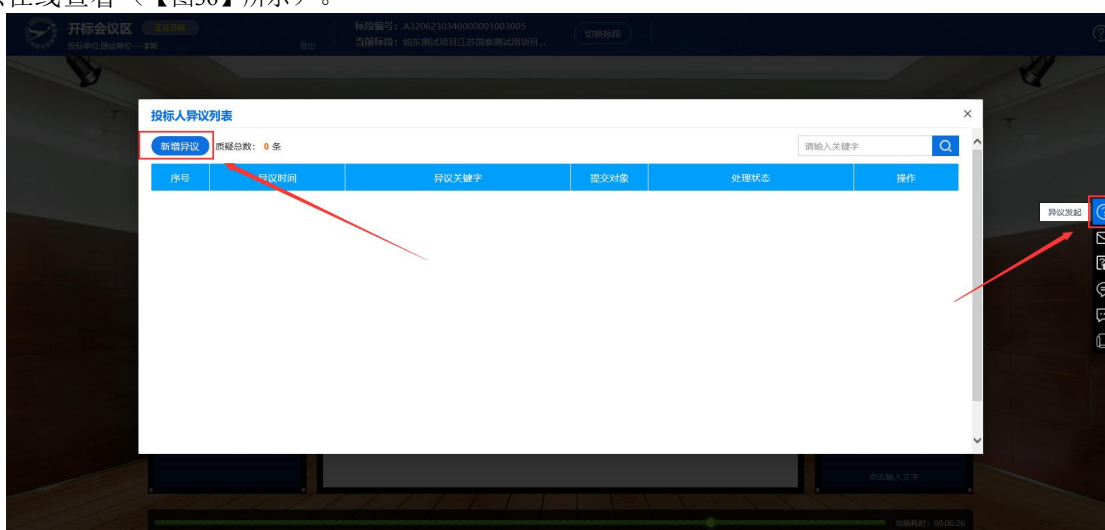 在线查看（【图56】所示）。
开标会议区 正在开标
投标单位:测试单位一李斯 登出
标段编号：A3206230340000001003005
当前标段：如东测试项目江苏国泰测试用项目...
切换标段
投标人异议列表 ×
新增异议 质疑总数：0 条 请输入关键字
序号 异议时间 异议关键字 提交对象 处理状态 操作
异议发起
点击输入文字
当前耗时：08:06:26